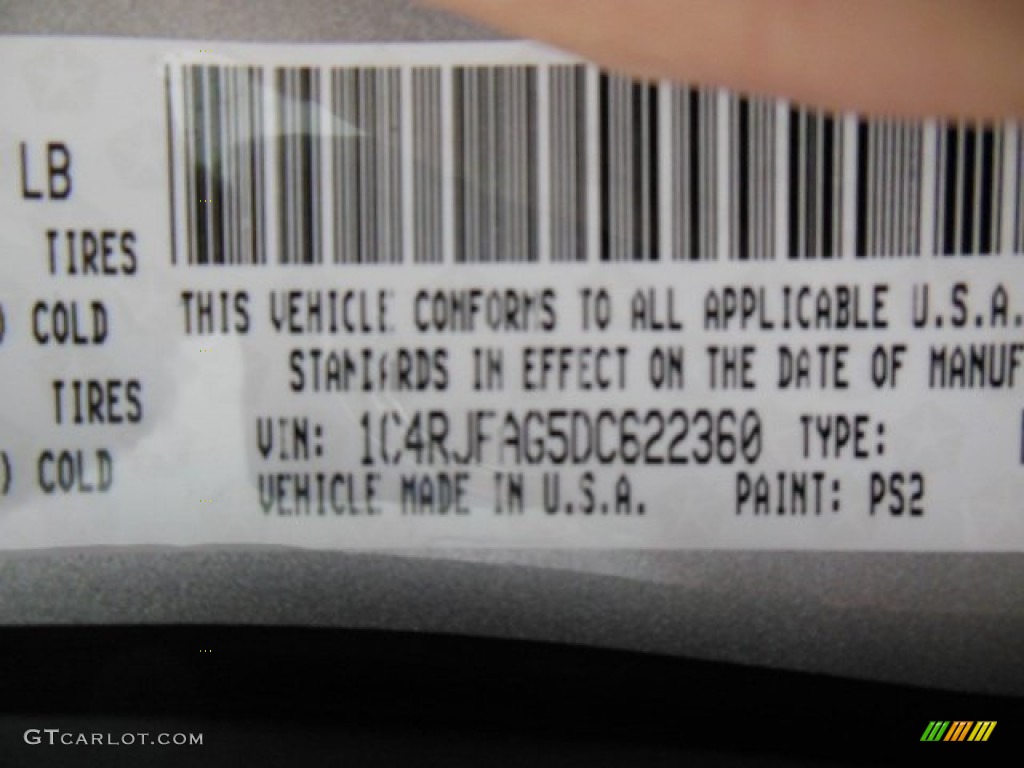 LB
TIRES
) COLD
TIRES
) COLD
THIS VEHICLE CONFORMS TO ALL APPLICABLE U.S.A.
STANDARDS IN EFFECT ON THE DATE OF MANUF
VIN: 1C4RJFAG5DC622360 TYPE:
VEHICLE MADE IN U.S.A. PAINT: PS2
GTCARLOT.COM